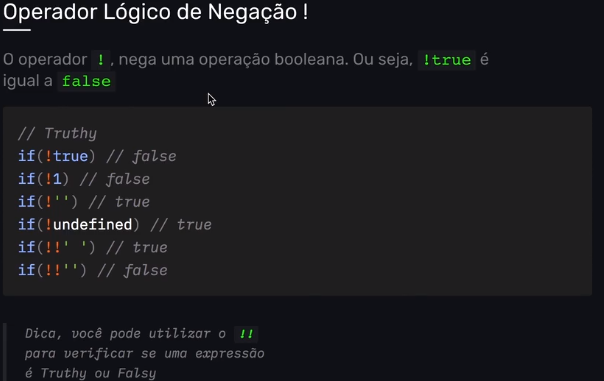 Operador Lógico de Negação !
O operador !, nega uma operação booleana. Ou seja, !true é
igual a false
// Truthy
if(!true) // false
if(!1) // false
if(!'') // true
if(!undefined) // true
if(!!' ') // true
if(!!'') // false
Dica, você pode utilizar o !!
para verificar se uma expressão
é Truthy ou Falsy